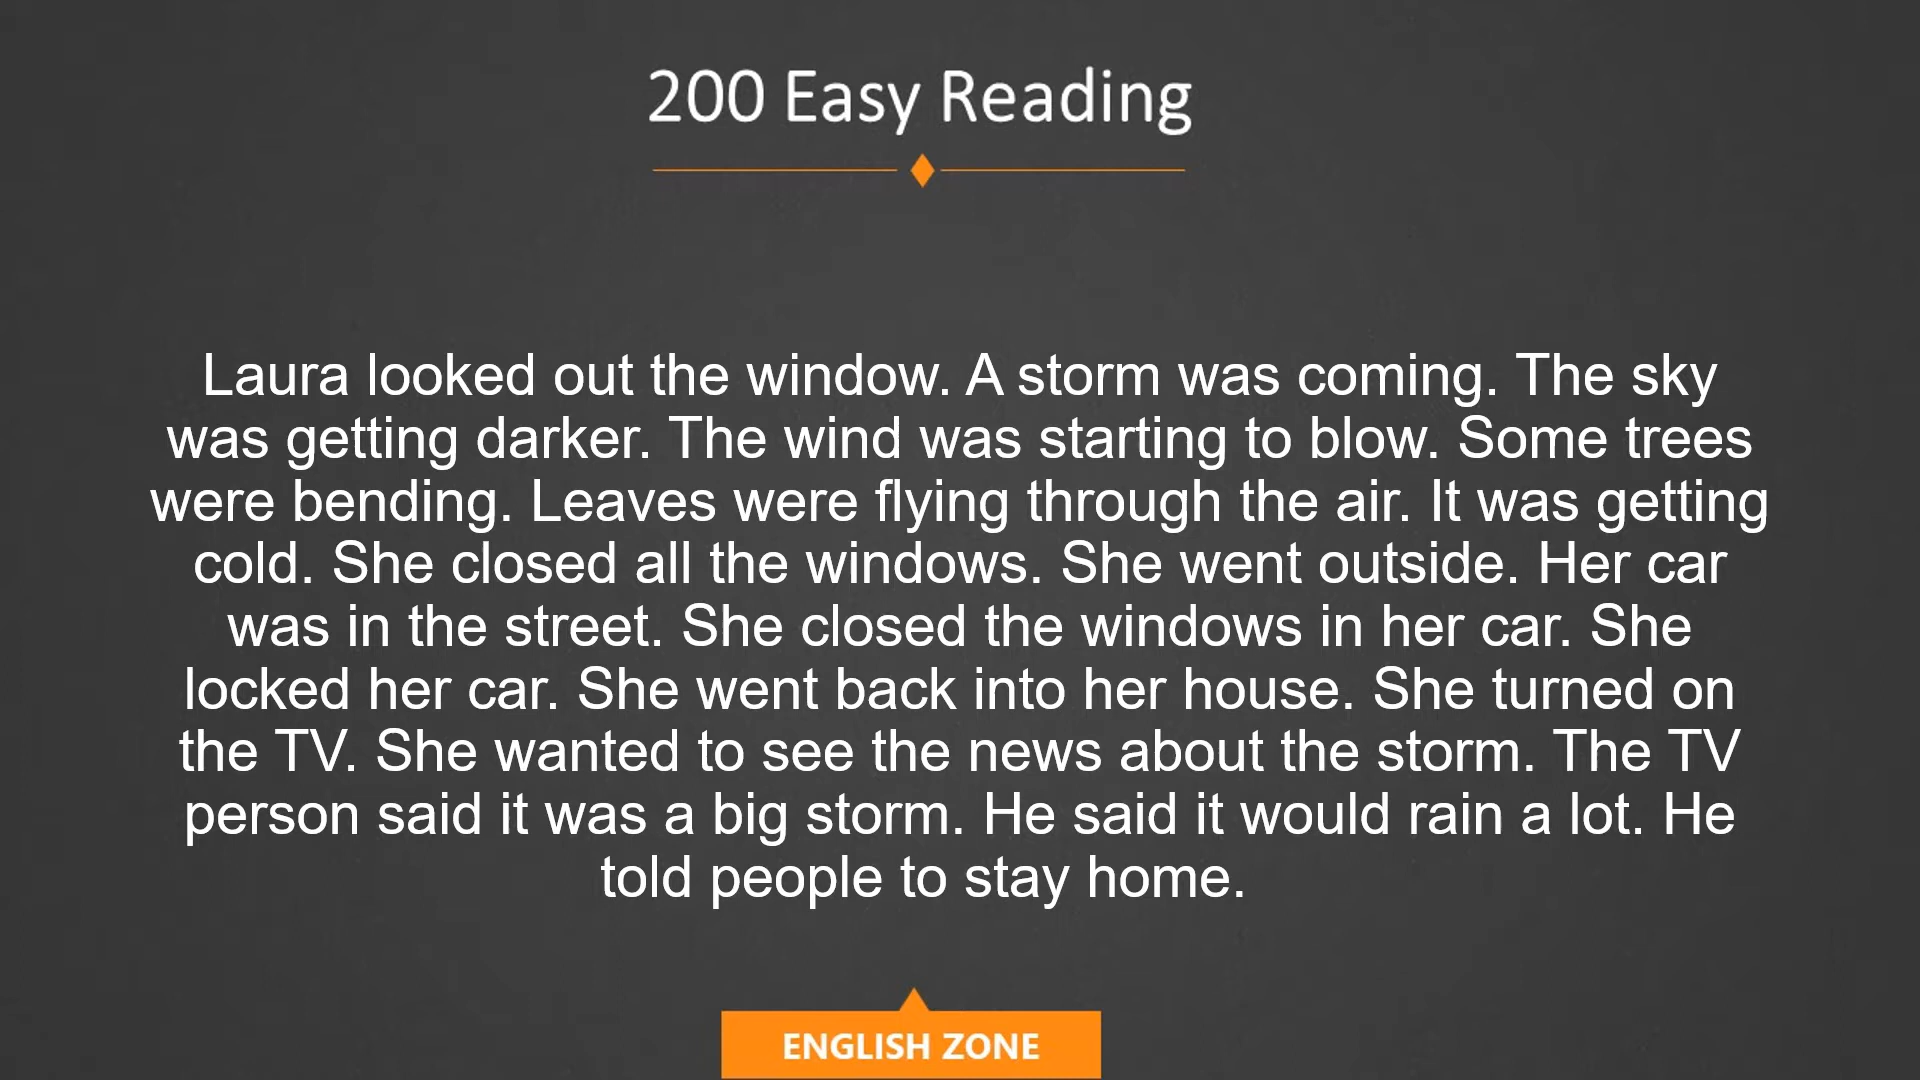 200 Easy Reading
Laura looked out the window. A storm was coming. The sky
was getting darker. The wind was starting to blow. Some trees
were bending. Leaves were flying through the air. It was getting
cold. She closed all the windows. She went outside. Her car
was in the street. She closed the windows in her car. She
locked her car. She went back into her house. She turned on
the TV. She wanted to see the news about the storm. The TV
person said it was a big storm. He said it would rain a lot. He
told people to stay home.
ENGLISH ZONE